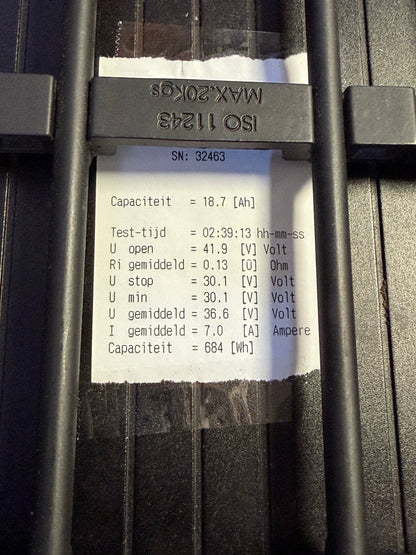 ISO 11243
MAX.20Kgs
SN: 32463
Capaciteit = 18.7 [Ah]
Test-tijd = 02:39:13 hh-mm-ss
U open = 41.9 [V] Volt
Ri gemiddeld = 0.13 [Ü] Ohm
U stop = 30.1 [V] Volt
U min = 30.1 [V] Volt
U gemiddeld = 36.6 [V] Volt
I gemiddeld = 7.0 [A] Ampere
Capaciteit = 684 [Wh]